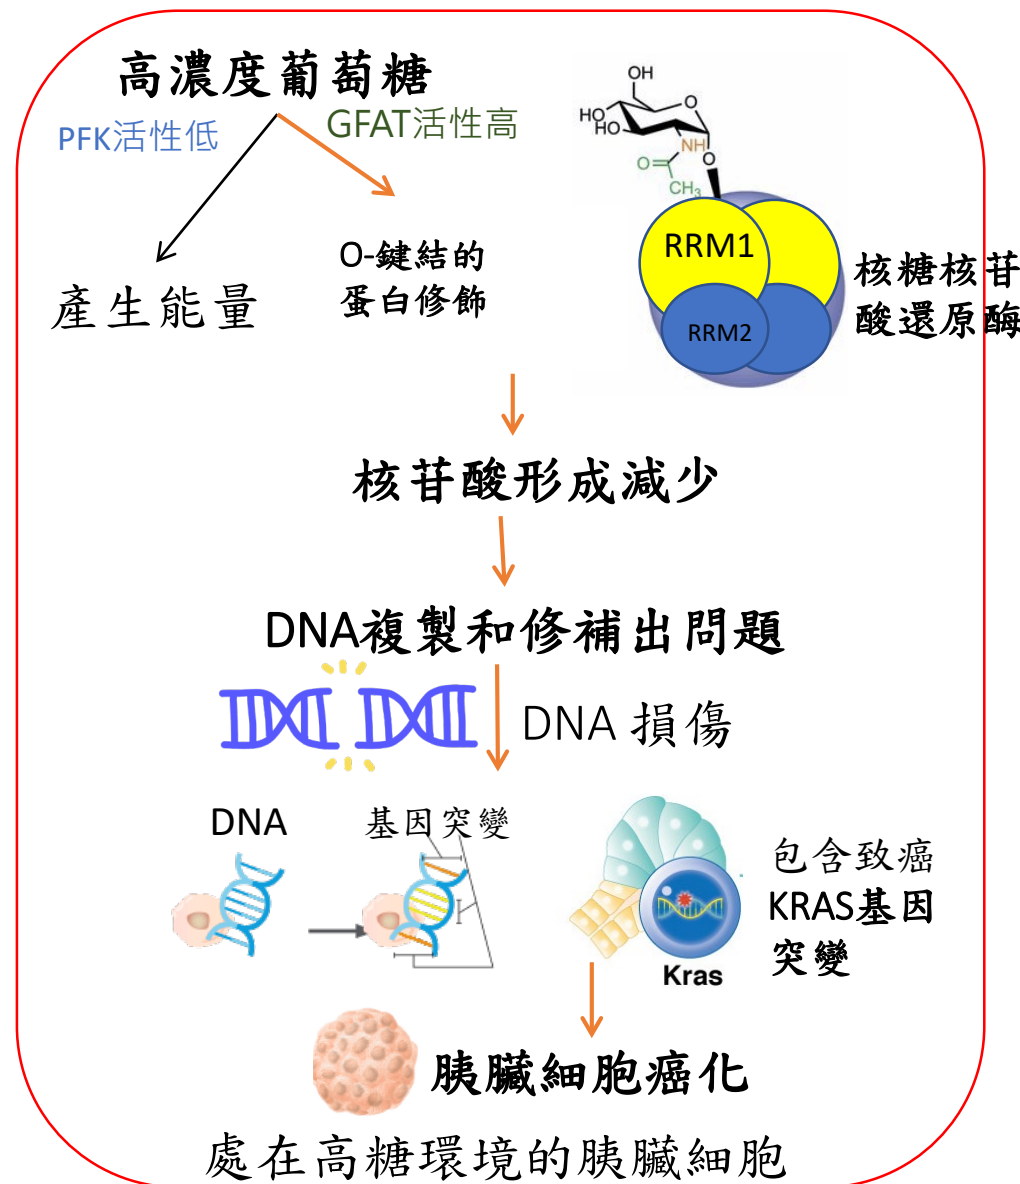 高濃度葡萄糖
PFK活性低
GFAT活性高
產生能量
O-鍵結的
蛋白修飾
OH
HO
HO
O
NH
O
O
CH₃
RRM1
RRM2
核糖核苷
酸還原酶
核苷酸形成減少
DNA複製和修補出問題
DNA 損傷
DNA
基因突變
Kras
包含致癌
KRAS基因
突變
胰臟細胞癌化
處在高糖環境的胰臟細胞